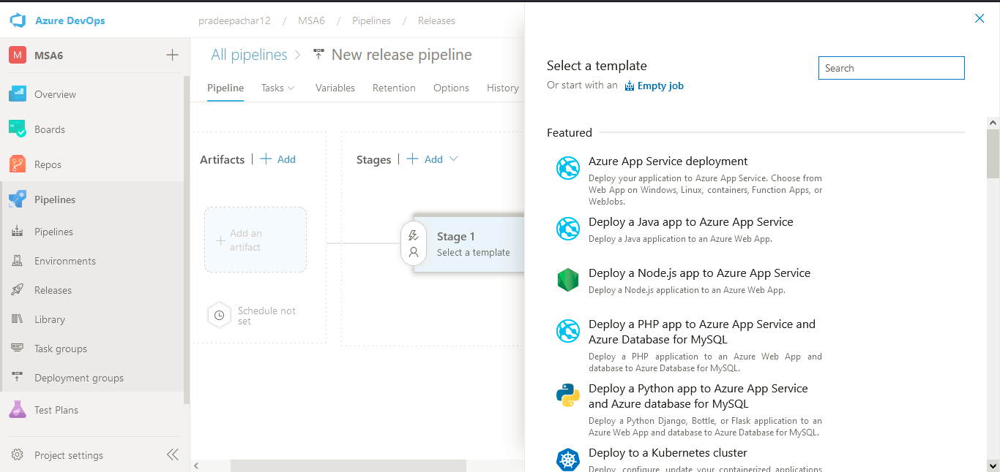 Azure DevOps
pradeepachar12 / MSA6 / Pipelines / Releases
M MSA6
Overview
Boards
Repos
Pipelines
Pipelines
Environments
Releases
Library
Task groups
Deployment groups
Test Plans
Project settings
All pipelines > New release pipeline
Pipeline Tasks Variables Retention Options History
Artifacts | + Add
Add an
artifact
Schedule not
set
Stages | + Add
Stage 1
Select a template
Select a template
Or start with an Empty job
Search
Featured
Azure App Service deployment
Deploy your application to Azure App Service. Choose from
Web App on Windows, Linux, containers, Function Apps, or
WebJobs.
Deploy a Java app to Azure App Service
Deploy a Java application to an Azure Web App.
Deploy a Node.js app to Azure App Service
Deploy a Node.js application to an Azure Web App.
Deploy a PHP app to Azure App Service and
Azure Database for MySQL
Deploy a PHP application to an Azure Web App and
database to Azure Database for MySQL.
Deploy a Python app to Azure App Service
and Azure database for MySQL
Deploy a Python Django, Bottle, or Flask application to an
Azure Web App and database to Azure Database for MySQL.
Deploy to a Kubernetes cluster
Deploy, configure, update your containerized applications